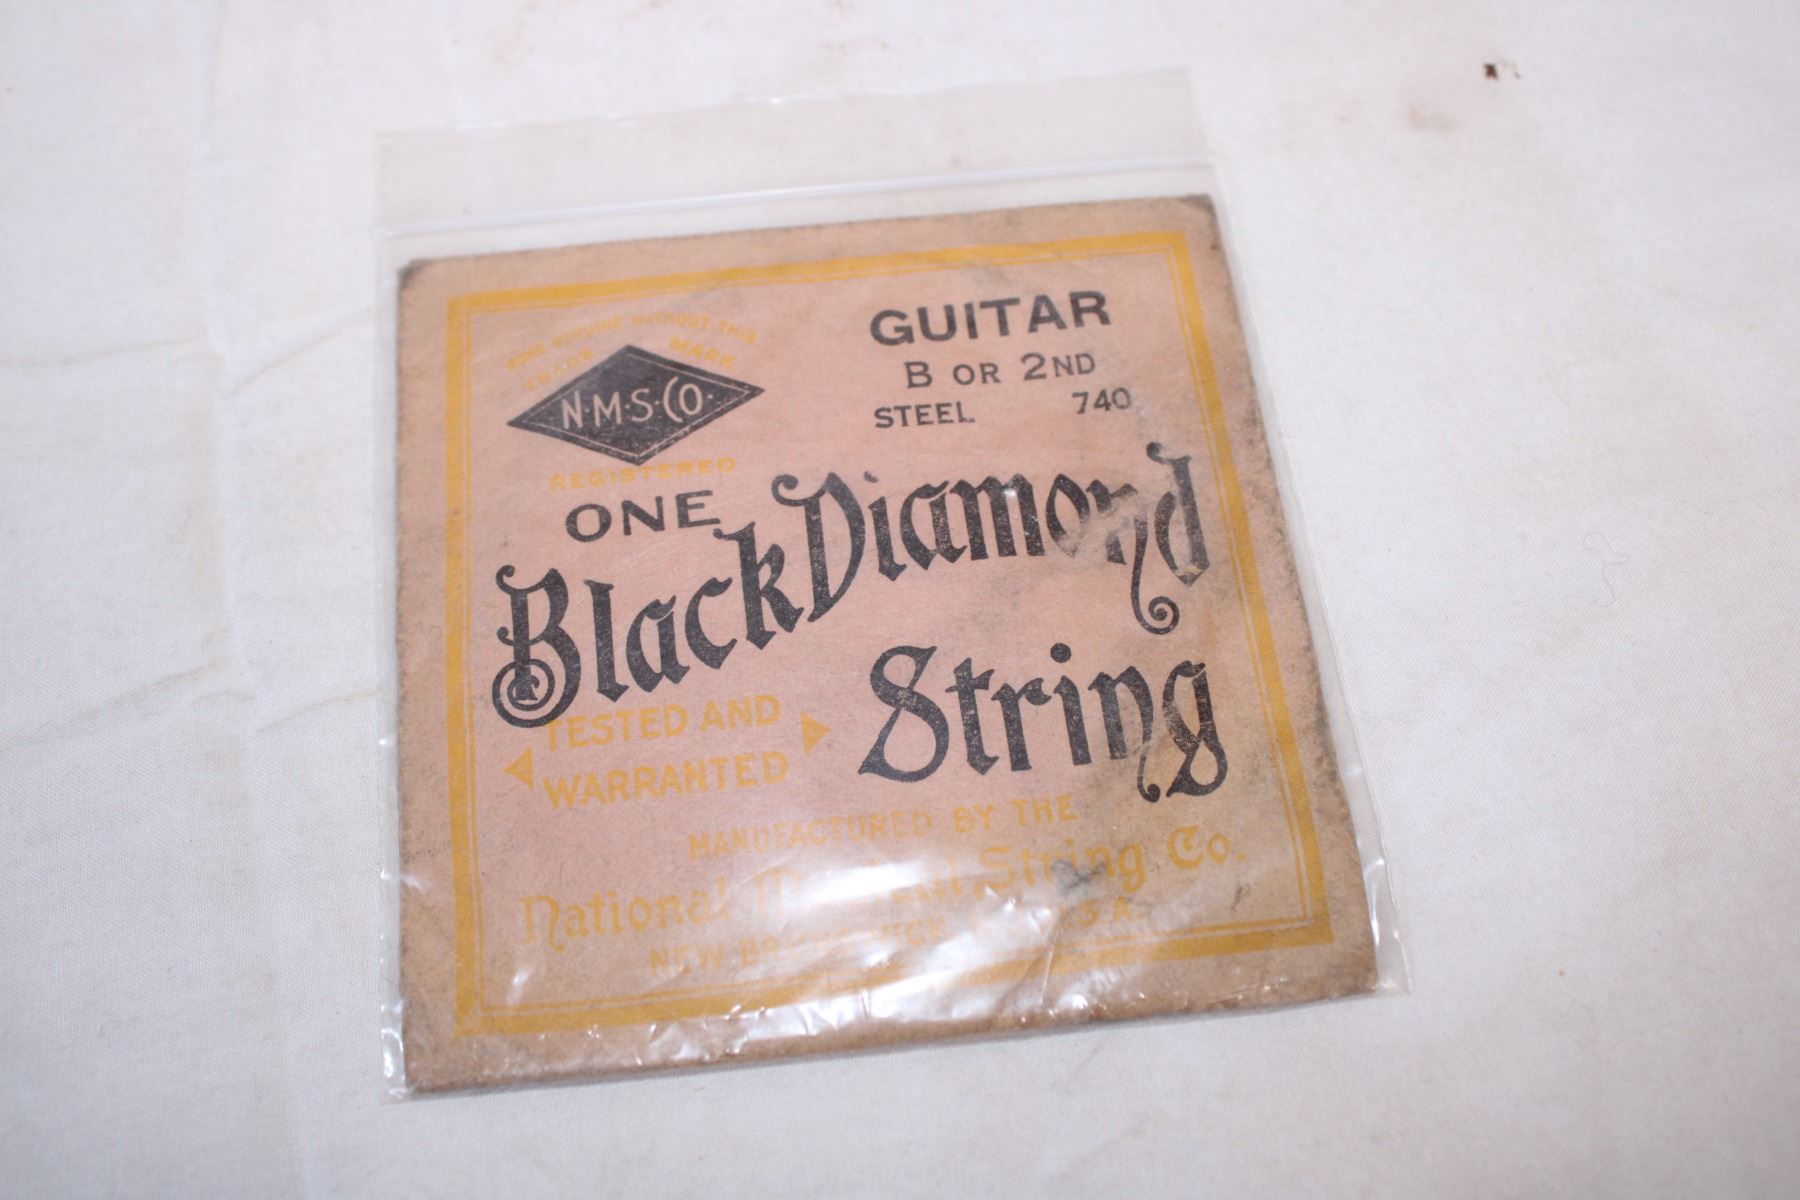 NONE GENUINE WITHOUT THIS
TRADE MARK
N·M·S·CO·
REGISTERED
GUITAR
B OR 2ND
STEEL 740
ONE
Black Diamond
String
TESTED AND
WARRANTED
MANUFACTURED BY THE
National Musical String Co.
NEW BRUNSWICK U.S.A.